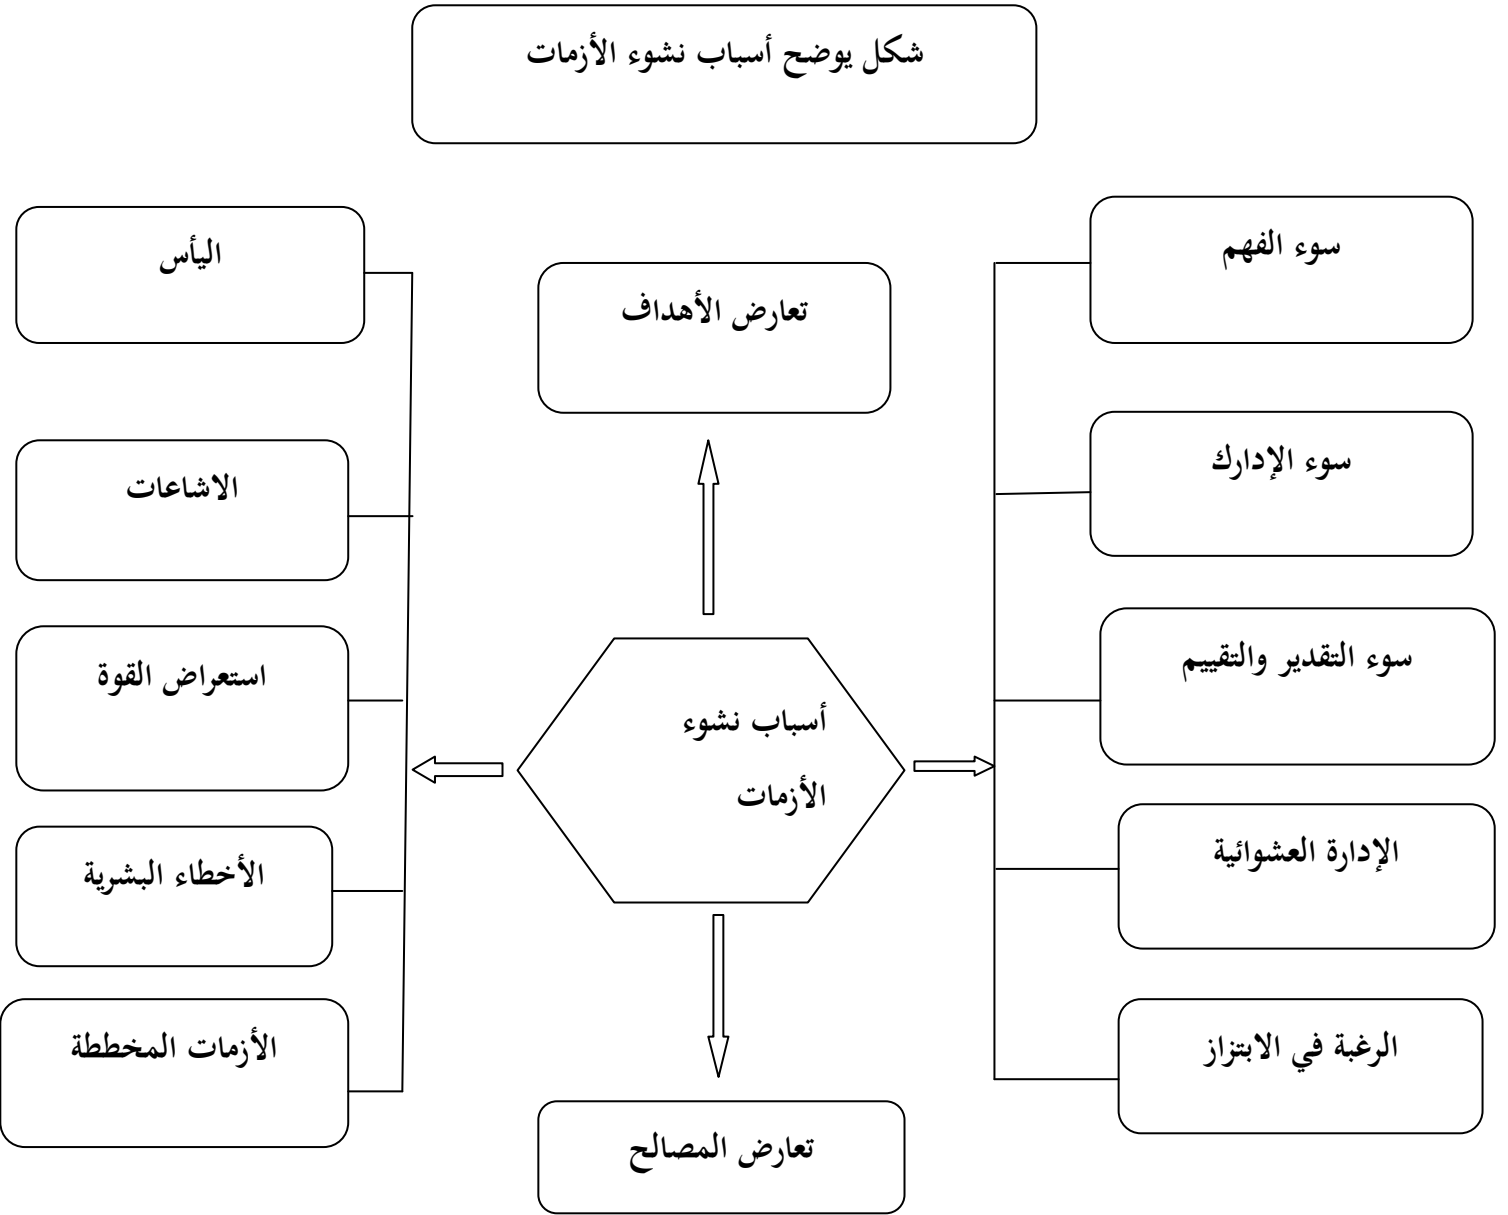 شكل يوضح أسباب نشوء الأزمات
سوء الفهم
سوء الإدارك
سوء التقدير والتقييم
الإدارة العشوائية
الرغبة في الابتزاز
تعارض الأهداف
أسباب نشوء
الأزمات
تعارض المصالح
اليأس
الاشاعات
استعراض القوة
الأخطاء البشرية
الأزمات المخططة